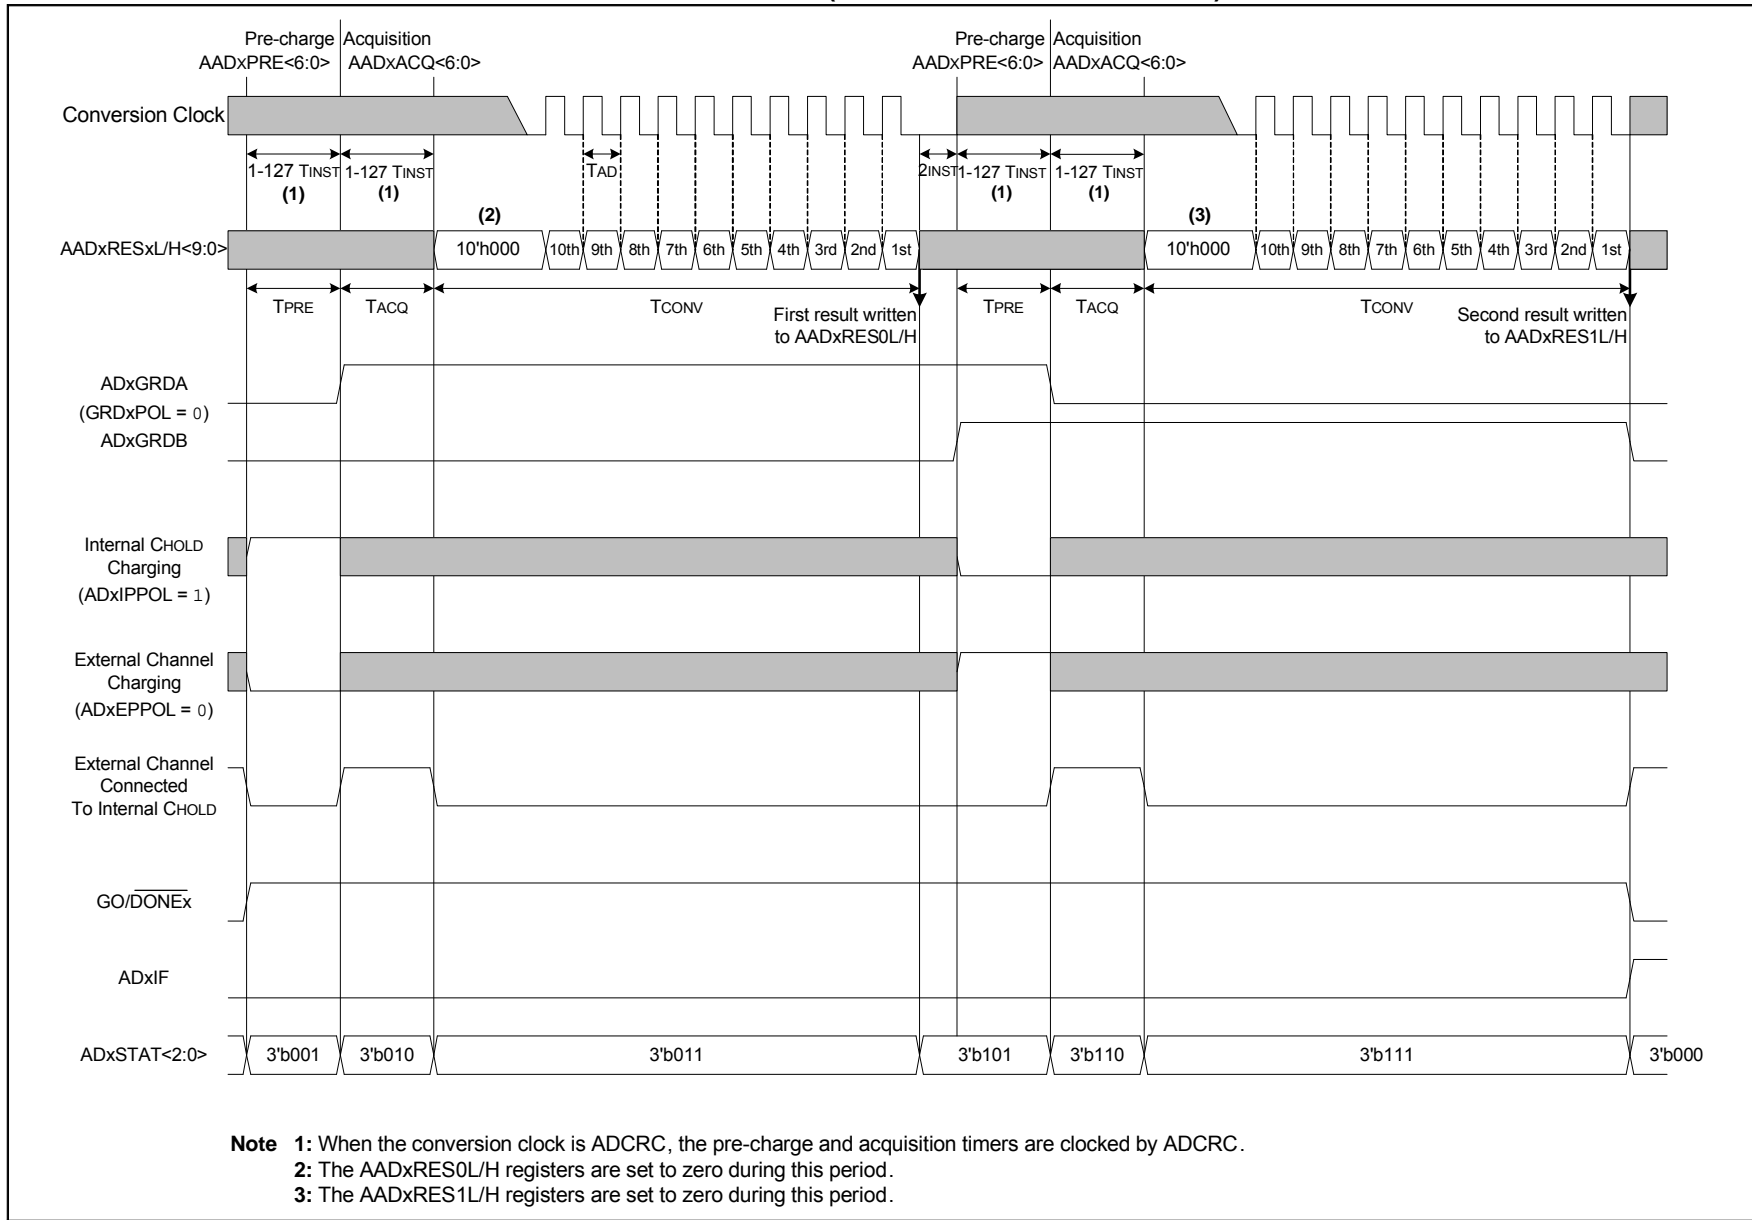 Pre-charge Acquisition Pre-charge Acquisition
AADxPRE<6:0> AADxACQ<6:0> AADxPRE<6:0> AADxACQ<6:0>
Conversion Clock
1-127 TINST 1-127 TINST TAD 2INST 1-127 TINST 1-127 TINST
(1) (1) (1) (1)
(2) (3)
AADxRESxL/H<9:0> 10'h000 10th 9th 8th 7th 6th 5th 4th 3rd 2nd 1st 10'h000 10th 9th 8th 7th 6th 5th 4th 3rd 2nd 1st
TPRE TACQ TCONV TPRE TACQ TCONV
First result written
to AADxRES0L/H
Second result written
to AADxRES1L/H
ADxGRDA
(GRDxPOL = 0)
ADxGRDB
Internal CHOLD
Charging
(ADxIPPOL = 1)
External Channel
Charging
(ADxEPPOL = 0)
External Channel
Connected
To Internal CHOLD
GO/DONEx
ADxIF
ADxSTAT<2:0> 3'b001 3'b010 3'b011 3'b101 3'b110 3'b111 3'b000
Note 1: When the conversion clock is ADCRC, the pre-charge and acquisition timers are clocked by ADCRC.
2: The AADxRES0L/H registers are set to zero during this period.
3: The AADxRES1L/H registers are set to zero during this period.